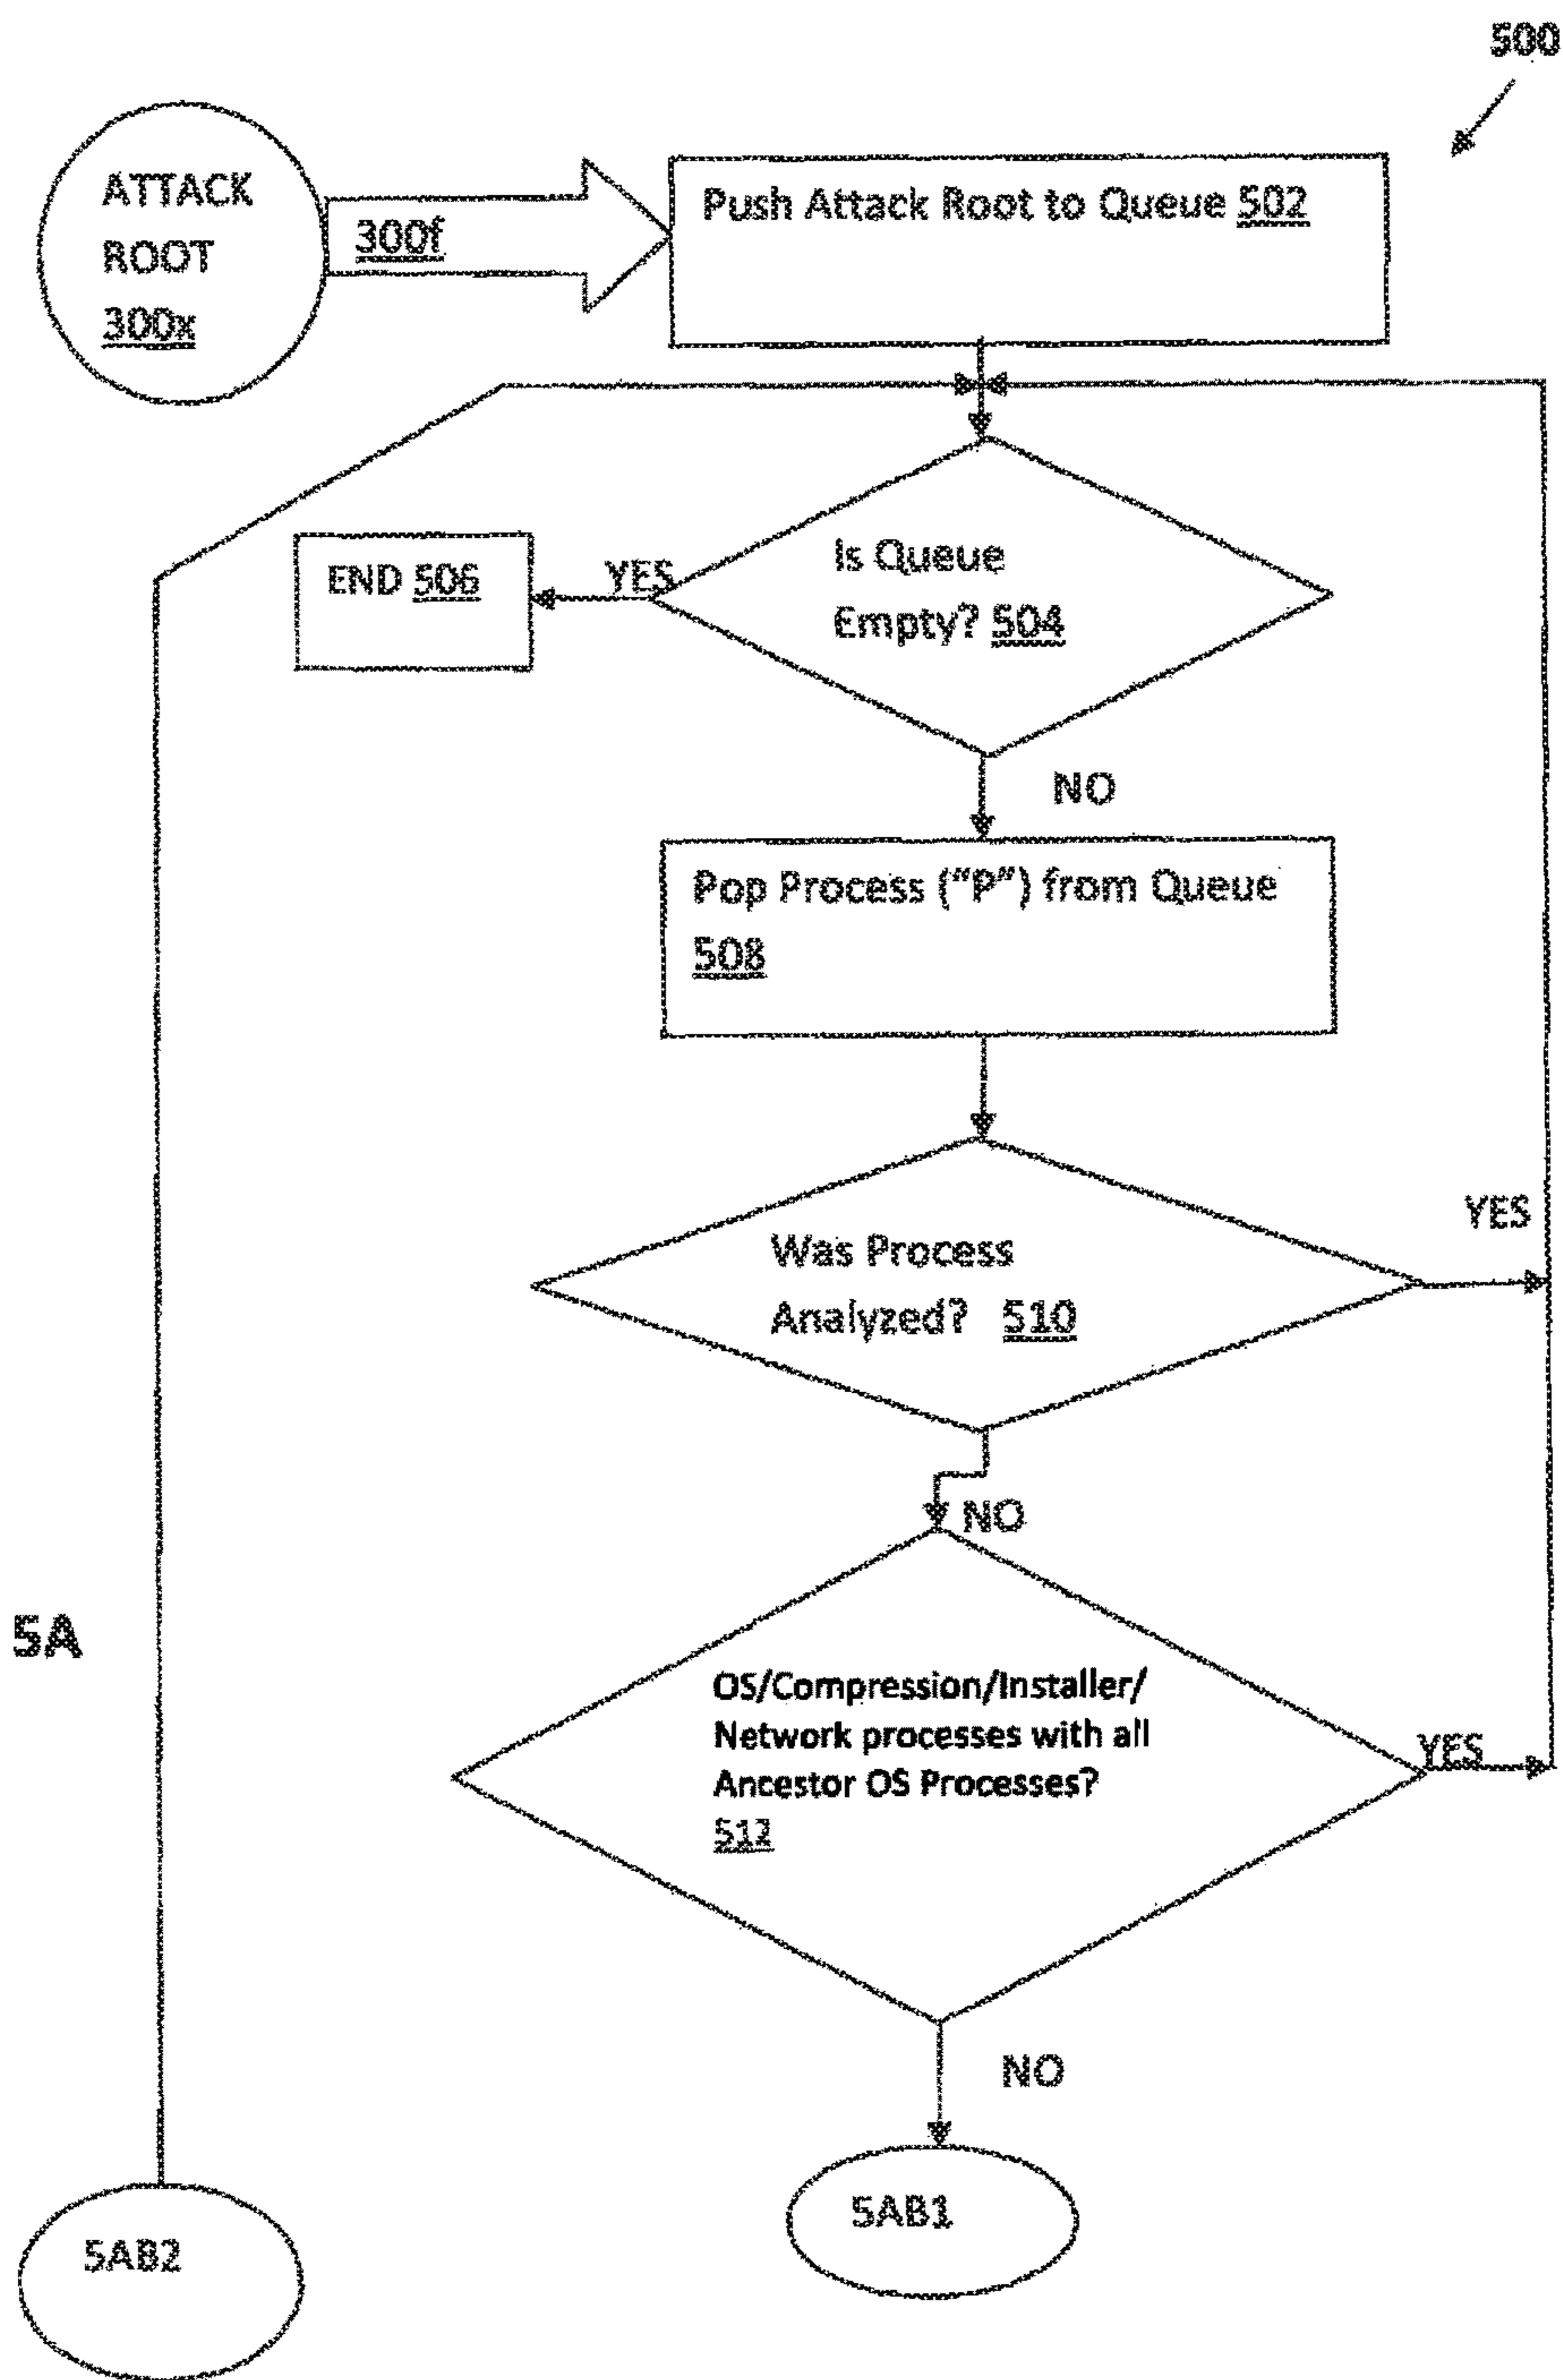 500
ATTACK
ROOT
300x
300f
Push Attack Root to Queue 502
Is Queue
Empty? 504
YES
END 506
NO
Pop Process ("P") from Queue
508
Was Process
Analyzed? 510
YES
NO
5A
OS/Compression/Installer/
Network processes with all
Ancestor OS Processes?
512
YES
NO
5AB1
5AB2